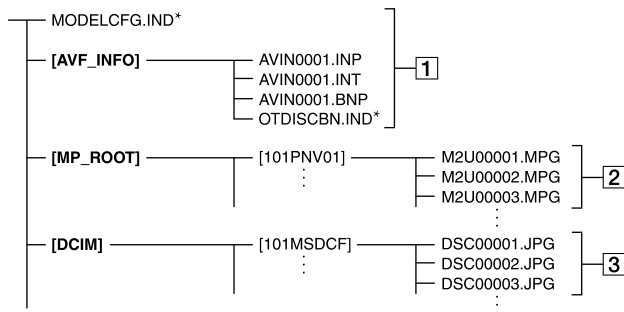 MODELCFG.IND*
[AVF_INFO] AVIN0001.INP
AVIN0001.INT
1
AVIN0001.BNP
OTDISCBN.IND*
[MP_ROOT] [101PNV01] M2U00001.MPG
M2U00002.MPG
2
M2U00003.MPG
[DCIM] [101MSDCF] DSC00001.JPG
DSC00002.JPG
3
DSC00003.JPG